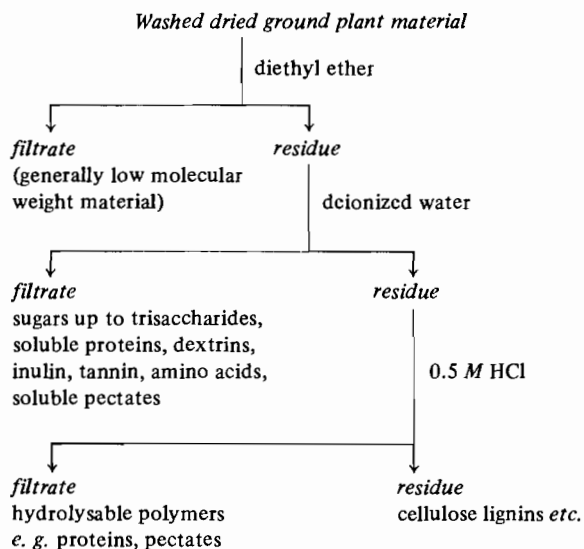 Washed dried ground plant material
diethyl ether
filtrate
residue
(generally low molecular
weight material)
deionized water
filtrate
residue
sugars up to trisaccharides,
soluble proteins, dextrins,
inulin, tannin, amino acids,
soluble pectates
0.5 M HCl
filtrate
residue
hydrolysable polymers
cellulose lignins etc.
e. g. proteins, pectates